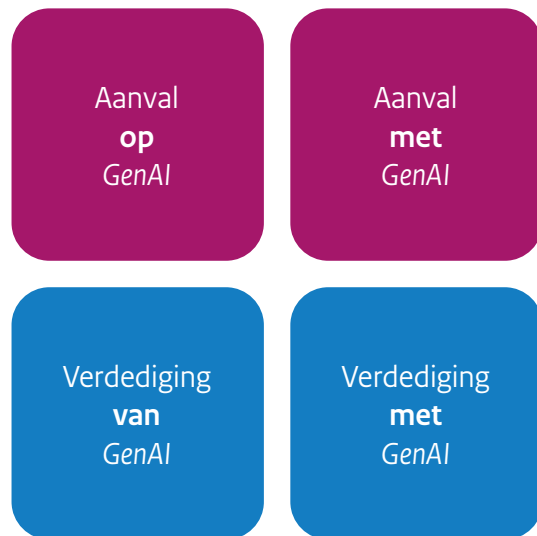 Aanval
op
GenAI
Aanval
met
GenAI
Verdediging
van
GenAI
Verdediging
met
GenAI